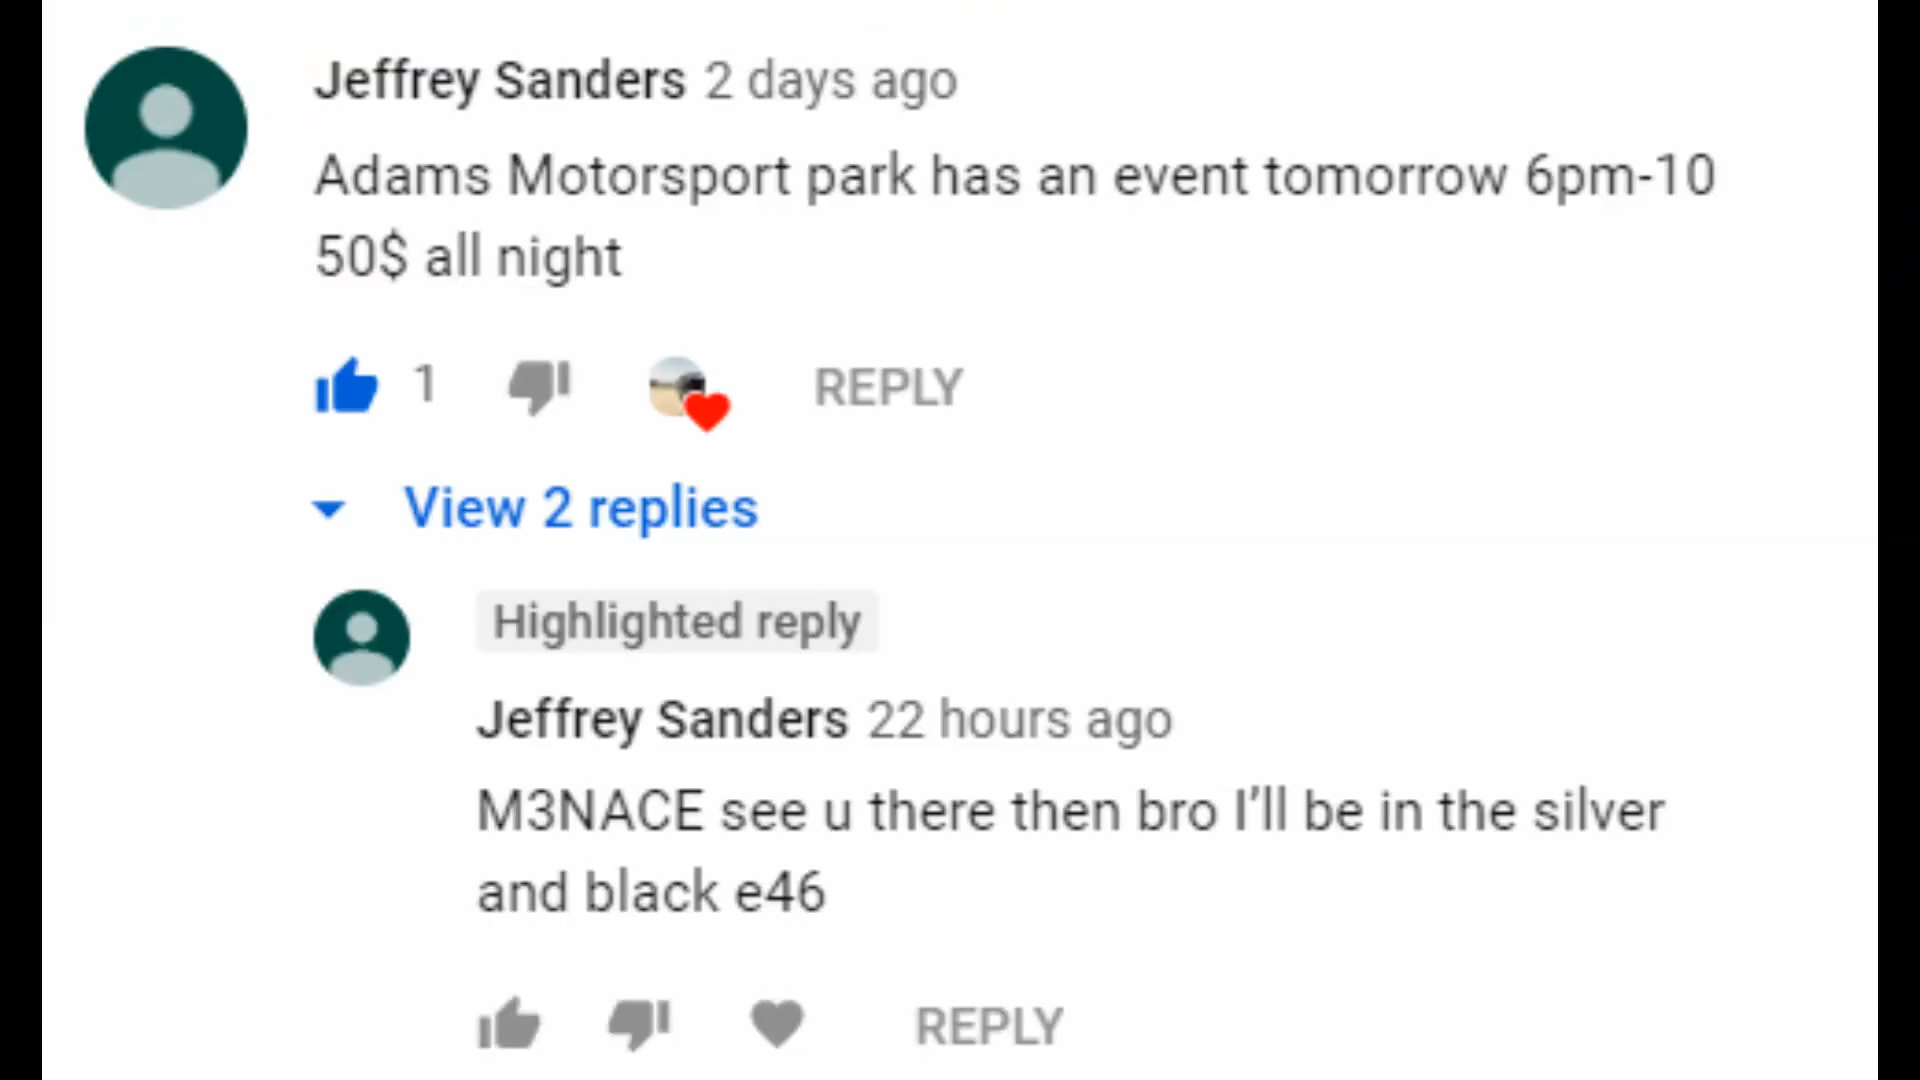 Jeffrey Sanders 2 days ago
Adams Motorsport park has an event tomorrow 6pm-10
50$ all night
1 REPLY
View 2 replies
Highlighted reply
Jeffrey Sanders 22 hours ago
M3NACE see u there then bro I’ll be in the silver
and black e46
REPLY